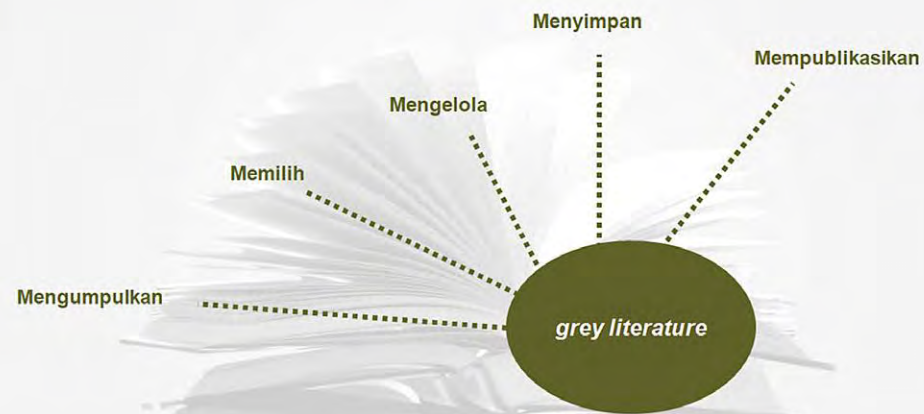 Menyimpan
Mempublikasikan
Mengelola
Memilih
Mengumpulkan
grey literature